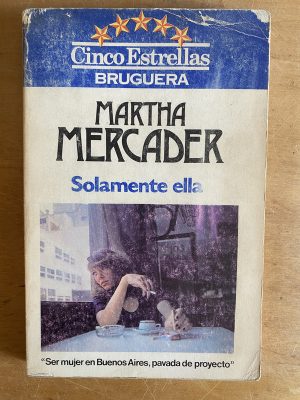 Cinco Estrellas
BRUGUERA
MARTHA
MERCADER
Solamente ella
"Ser mujer en Buenos Aires, pavada de proyecto"